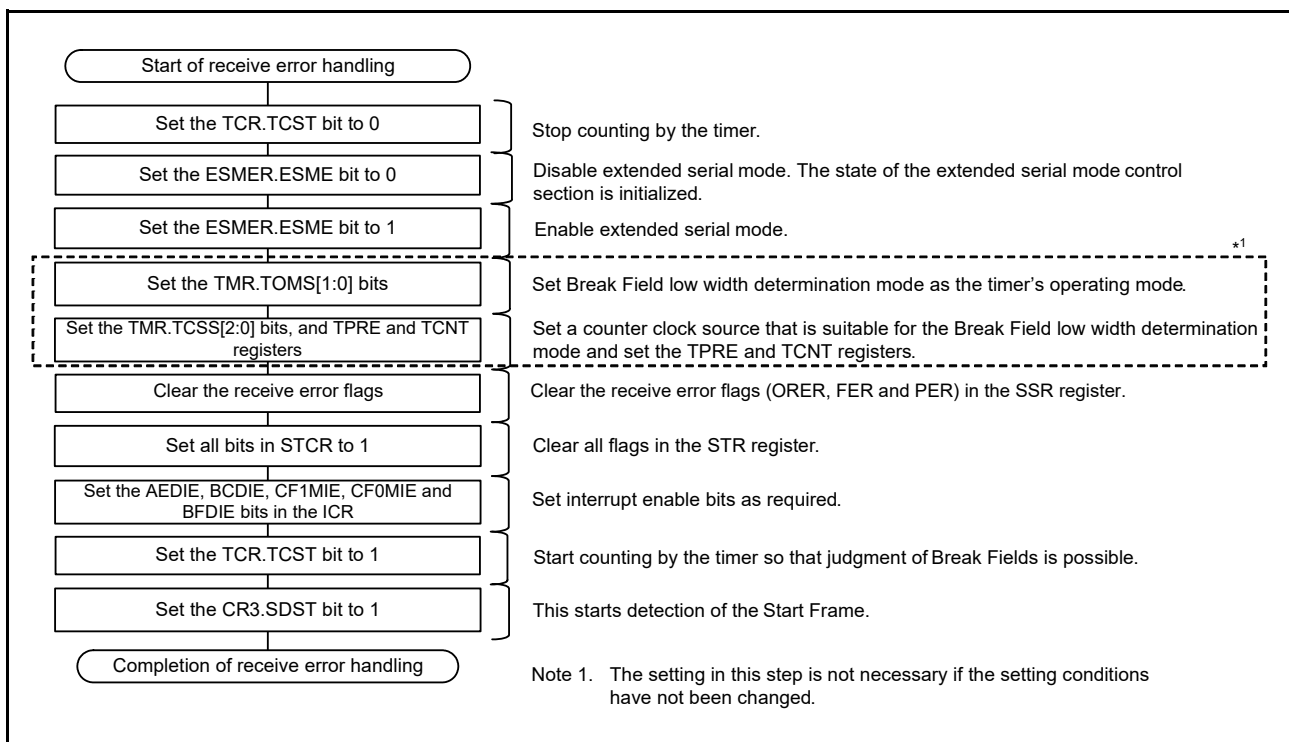 Start of receive error handling
Set the TCR.TCST bit to 0
Stop counting by the timer.
Set the ESMER.ESME bit to 0
Disable extended serial mode. The state of the extended serial mode control
section is initialized.
Set the ESMER.ESME bit to 1
Enable extended serial mode.
*1
Set the TMR.TOMS[1:0] bits
Set Break Field low width determination mode as the timer's operating mode.
Set the TMR.TCSS[2:0] bits, and TPRE and TCNT
registers
Set a counter clock source that is suitable for the Break Field low width determination
mode and set the TPRE and TCNT registers.
Clear the receive error flags
Clear the receive error flags (ORER, FER and PER) in the SSR register.
Set all bits in STCR to 1
Clear all flags in the STR register.
Set the AEDIE, BCDIE, CF1MIE, CF0MIE and
BFDIE bits in the ICR
Set interrupt enable bits as required.
Set the TCR.TCST bit to 1
Start counting by the timer so that judgment of Break Fields is possible.
Set the CR3.SDST bit to 1
This starts detection of the Start Frame.
Completion of receive error handling
Note 1. The setting in this step is not necessary if the setting conditions
have not been changed.